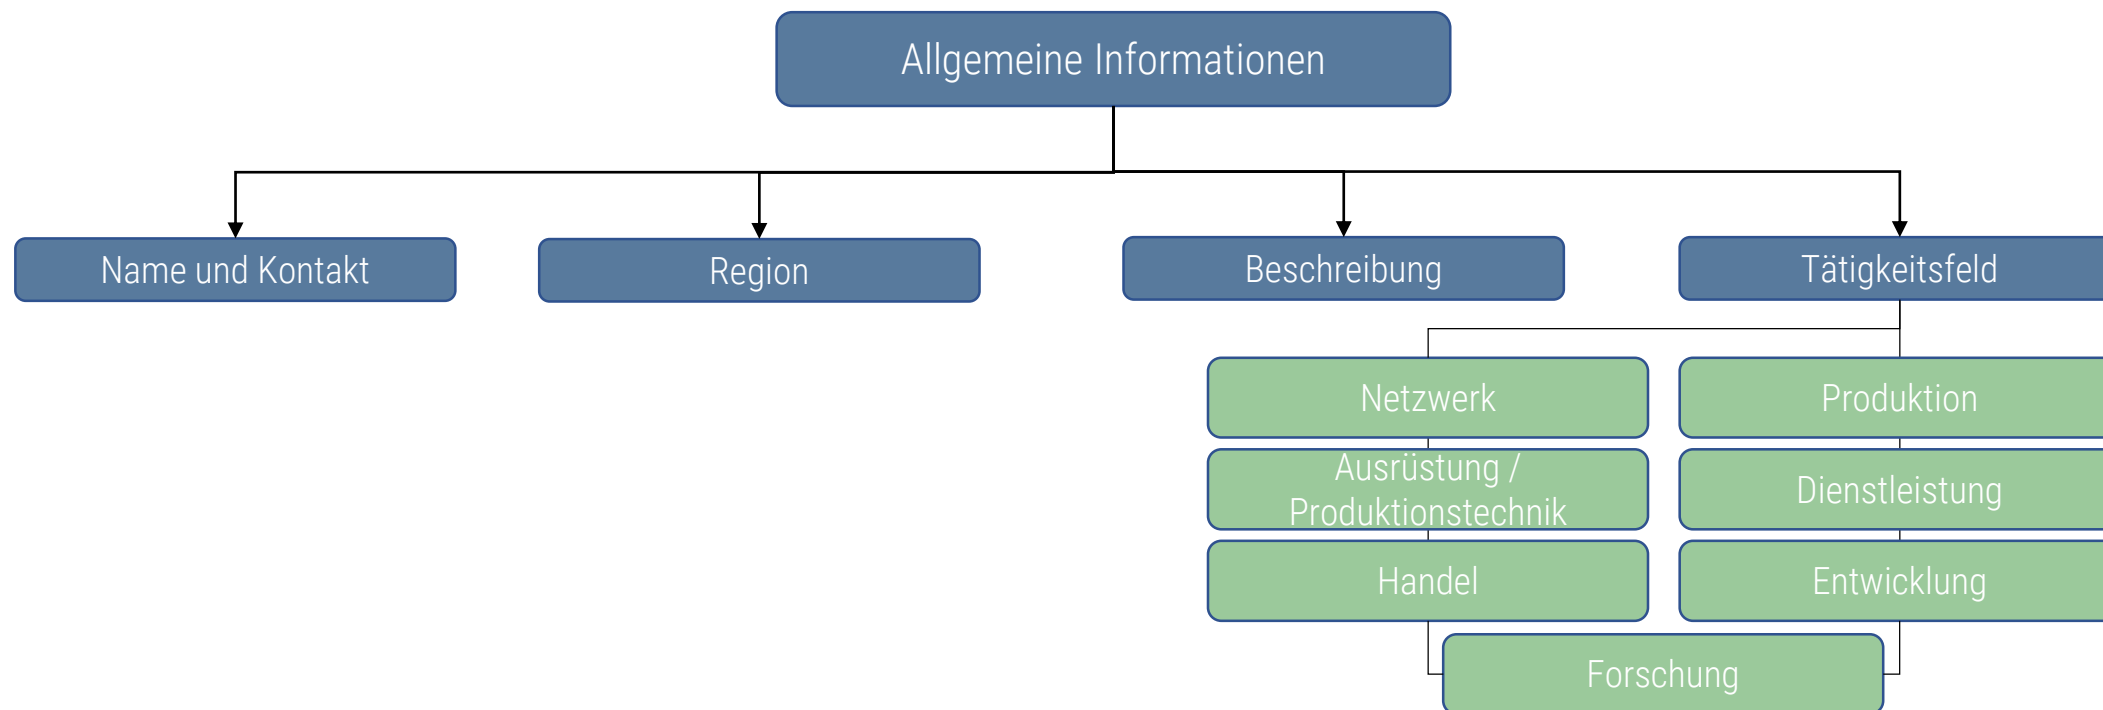 Allgemeine Informationen
Name und Kontakt
Region
Beschreibung
Tätigkeitsfeld
Netzwerk
Produktion
Ausrüstung /
Produktionstechnik
Dienstleistung
Handel
Entwicklung
Forschung